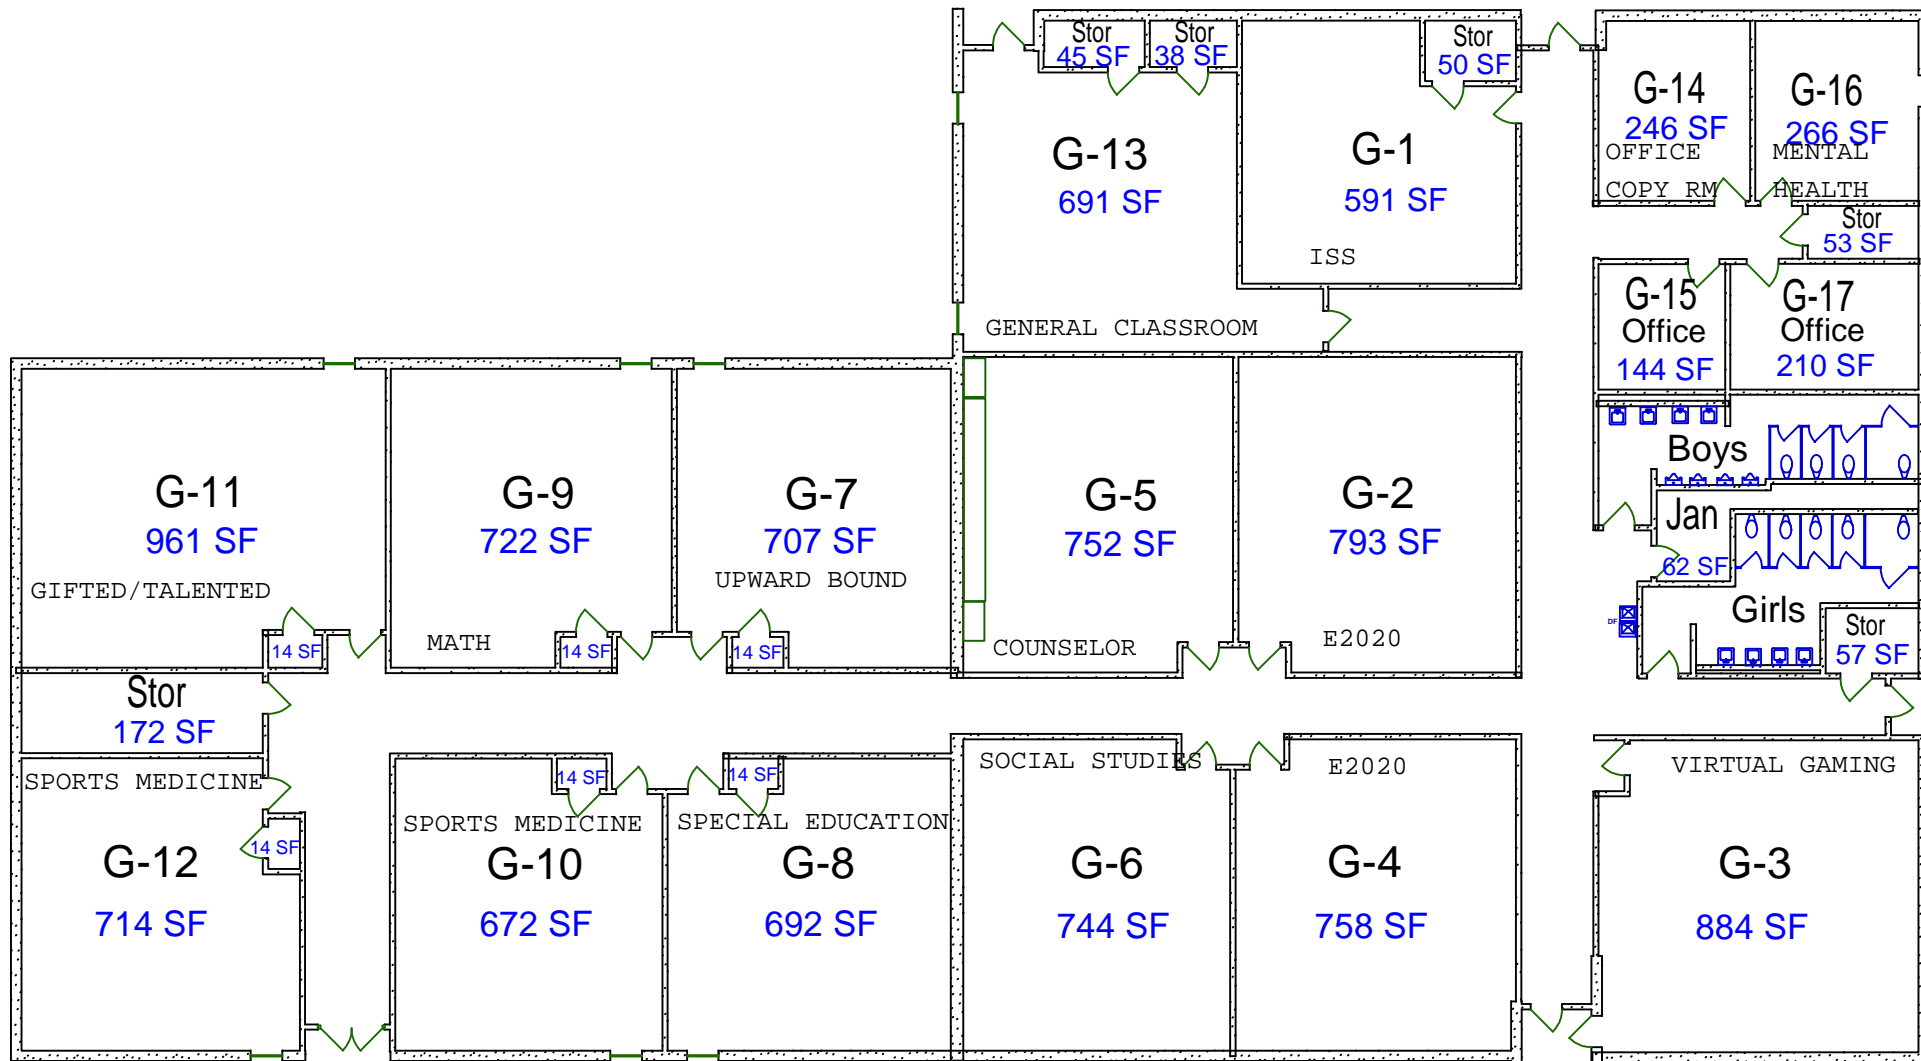 Stor
45 SF
Stor
38 SF
Stor
50 SF
G-13
691 SF
GENERAL CLASSROOM
G-1
591 SF
ISS
G-14
246 SF
OFFICE
COPY RM
G-16
266 SF
MENTAL
HEALTH
Stor
53 SF
G-15
Office
144 SF
G-17
Office
210 SF
G-11
961 SF
GIFTED/TALENTED
14 SF
G-9
722 SF
MATH
14 SF
G-7
707 SF
UPWARD BOUND
14 SF
G-5
752 SF
COUNSELOR
G-2
793 SF
E2020
Boys
Jan
62 SF
Girls
DF
Stor
57 SF
Stor
172 SF
SPORTS MEDICINE
G-12
714 SF
14 SF
14 SF
SPORTS MEDICINE
G-10
672 SF
14 SF
SPECIAL EDUCATION
G-8
692 SF
SOCIAL STUDIES
G-6
744 SF
E2020
G-4
758 SF
VIRTUAL GAMING
G-3
884 SF